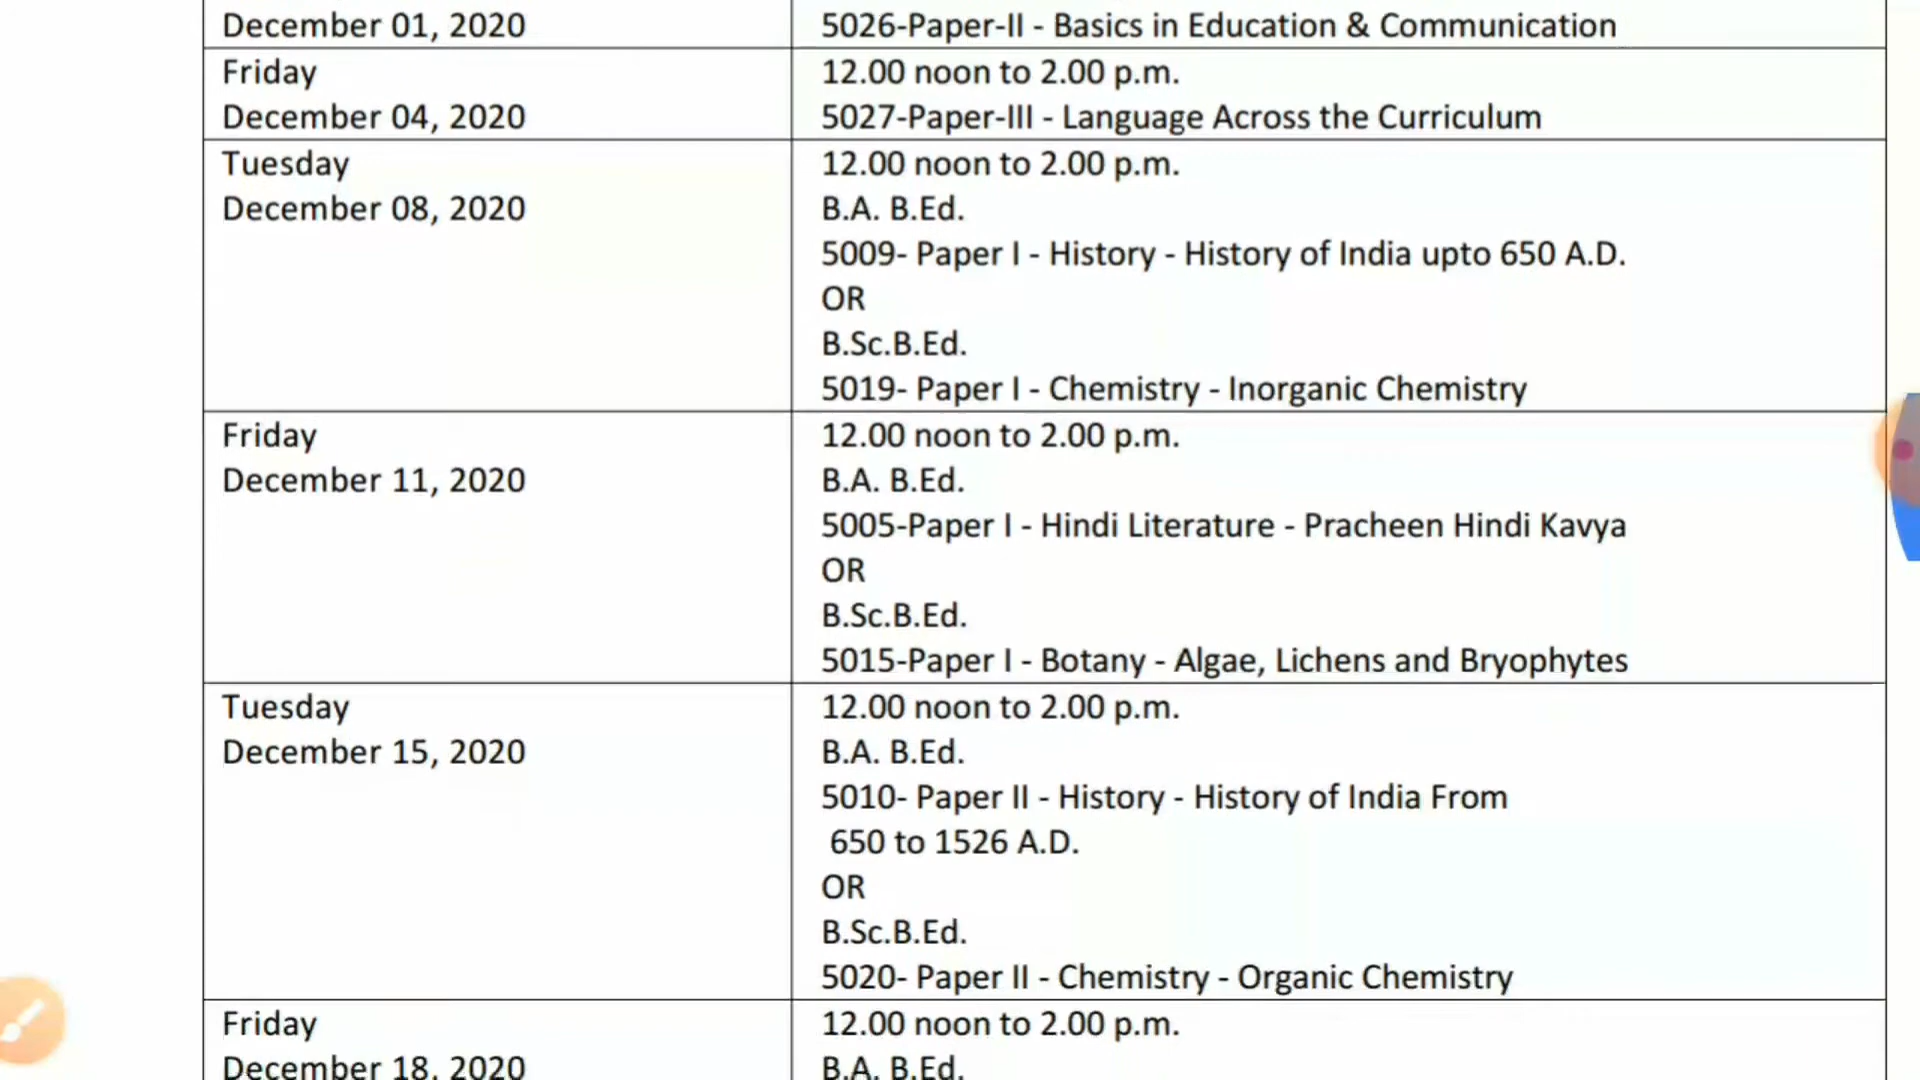 December 01, 2020
5026-Paper-II - Basics in Education & Communication
Friday
December 04, 2020
12.00 noon to 2.00 p.m.
5027-Paper-III - Language Across the Curriculum
Tuesday
December 08, 2020
12.00 noon to 2.00 p.m.
B.A. B.Ed.
5009- Paper I - History - History of India upto 650 A.D.
OR
B.Sc.B.Ed.
5019- Paper I - Chemistry - Inorganic Chemistry
Friday
December 11, 2020
12.00 noon to 2.00 p.m.
B.A. B.Ed.
5005-Paper I - Hindi Literature - Pracheen Hindi Kavya
OR
B.Sc.B.Ed.
5015-Paper I - Botany - Algae, Lichens and Bryophytes
Tuesday
December 15, 2020
12.00 noon to 2.00 p.m.
B.A. B.Ed.
5010- Paper II - History - History of India From
650 to 1526 A.D.
OR
B.Sc.B.Ed.
5020- Paper II - Chemistry - Organic Chemistry
Friday
December 18, 2020
12.00 noon to 2.00 p.m.
B.A. B.Ed.